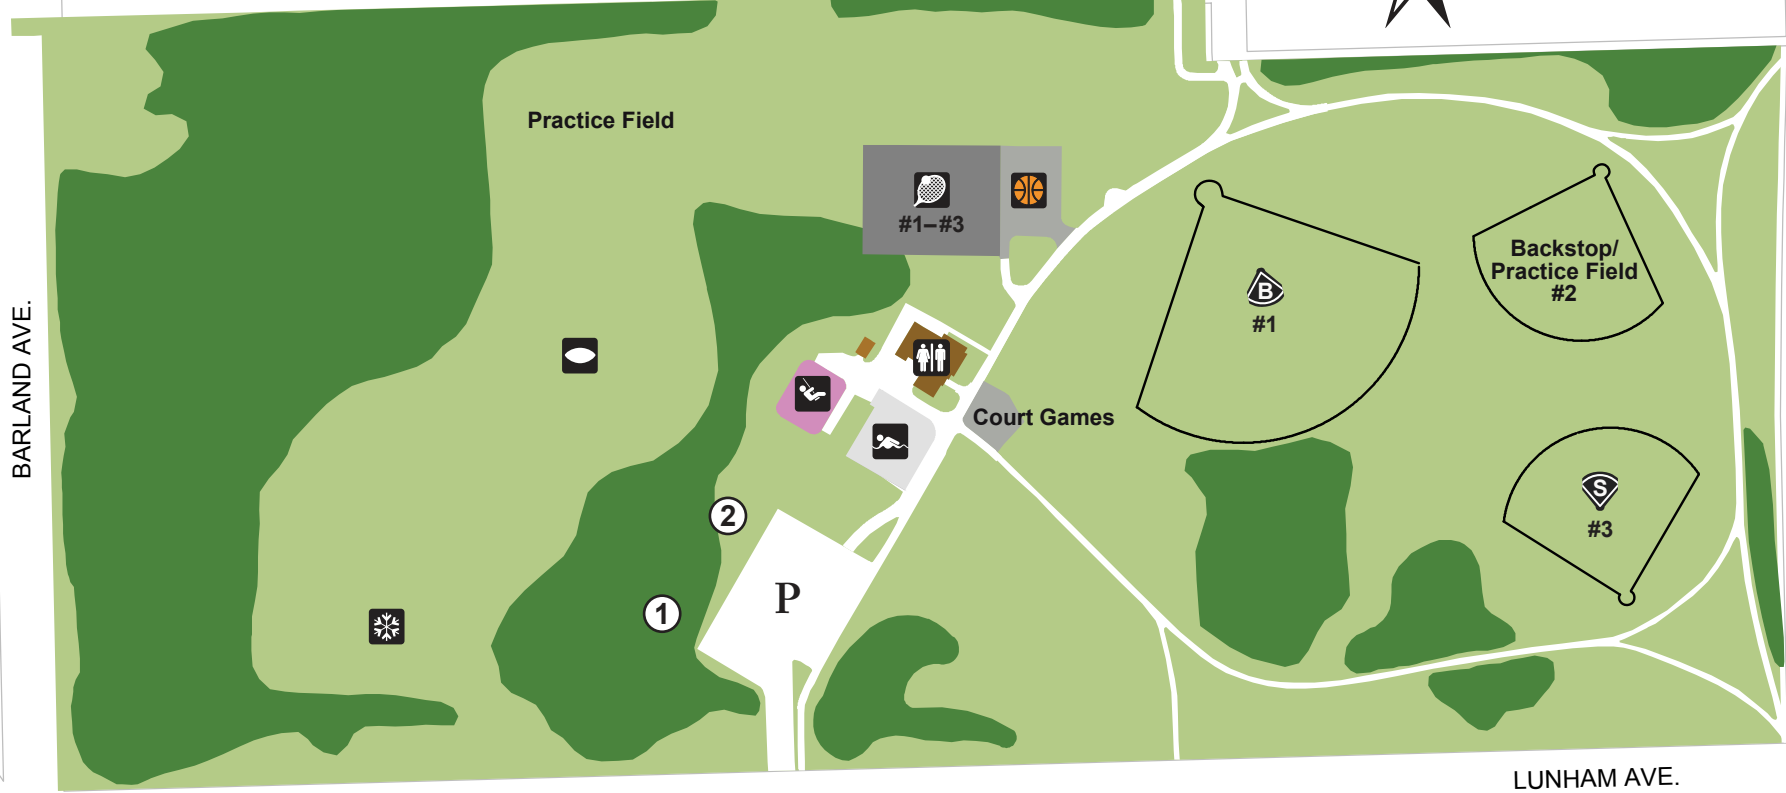 Practice Field
#1–#3
Backstop/
Practice Field
#2
B
#1
BARLAND AVE.
Court Games
S
#3
2
P
1
LUNHAM AVE.